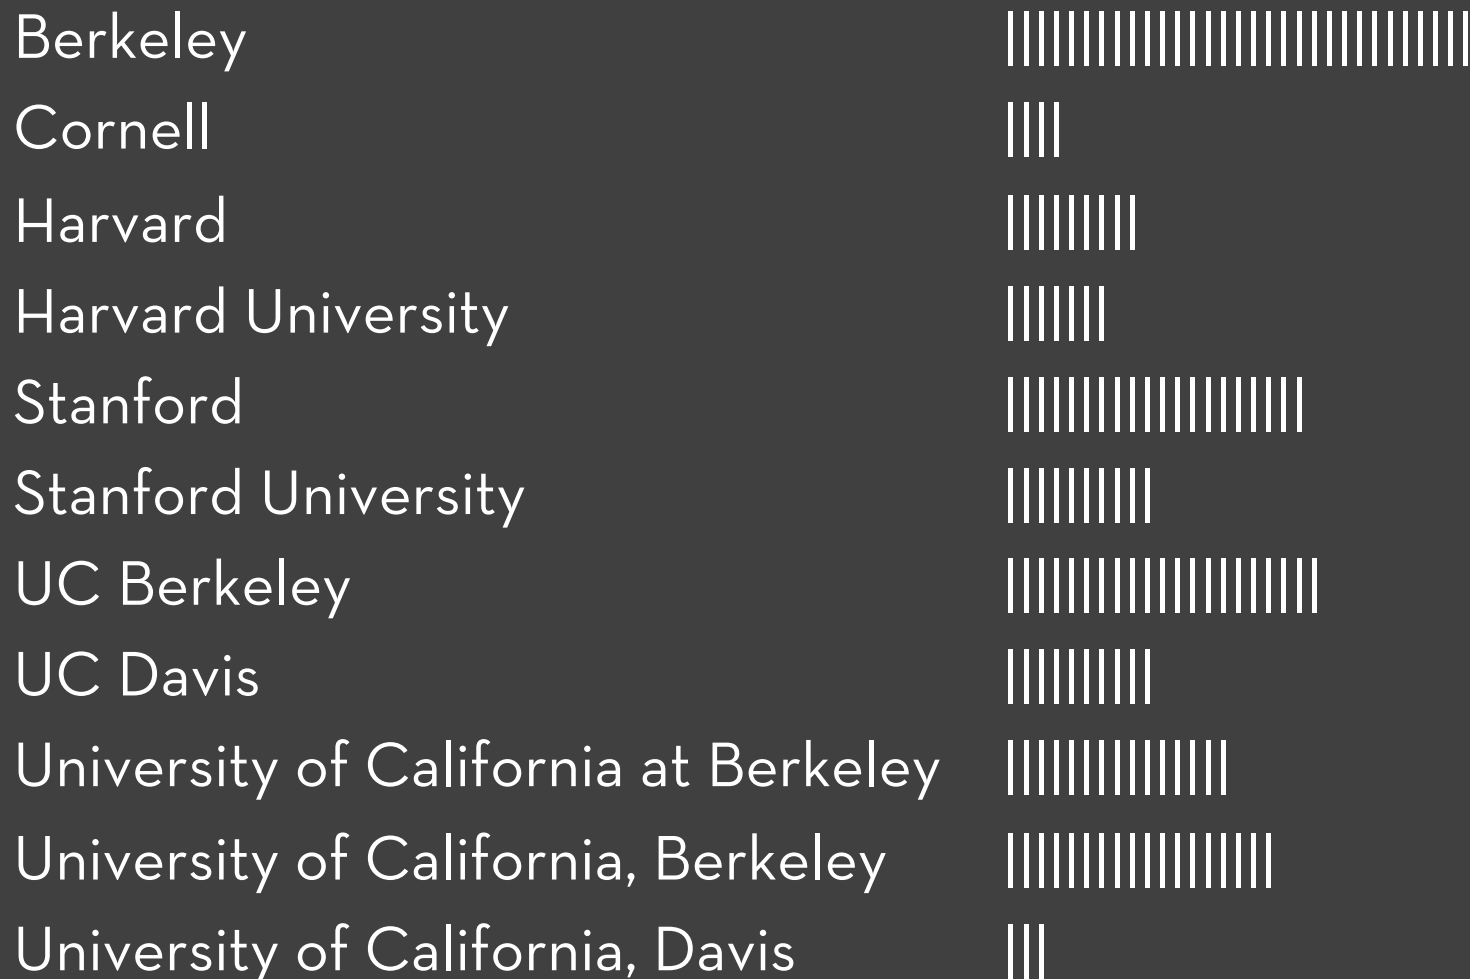 Berkeley
Cornell
Harvard
Harvard University
Stanford
Stanford University
UC Berkeley
UC Davis
University of California at Berkeley
University of California, Berkeley
University of California, Davis